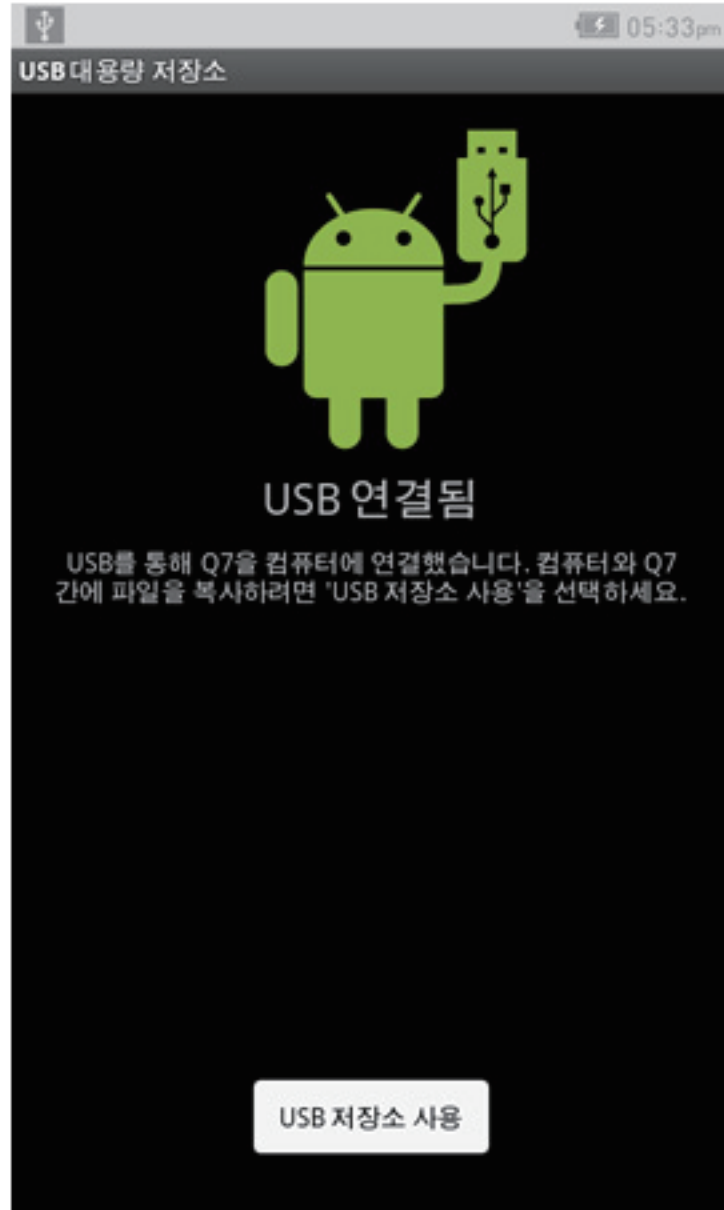 05:33pm
USB 대용량 저장소
USB 연결됨
USB를 통해 Q7을 컴퓨터에 연결했습니다. 컴퓨터와 Q7
간에 파일을 복사하려면 'USB 저장소 사용'을 선택하세요.
USB 저장소 사용